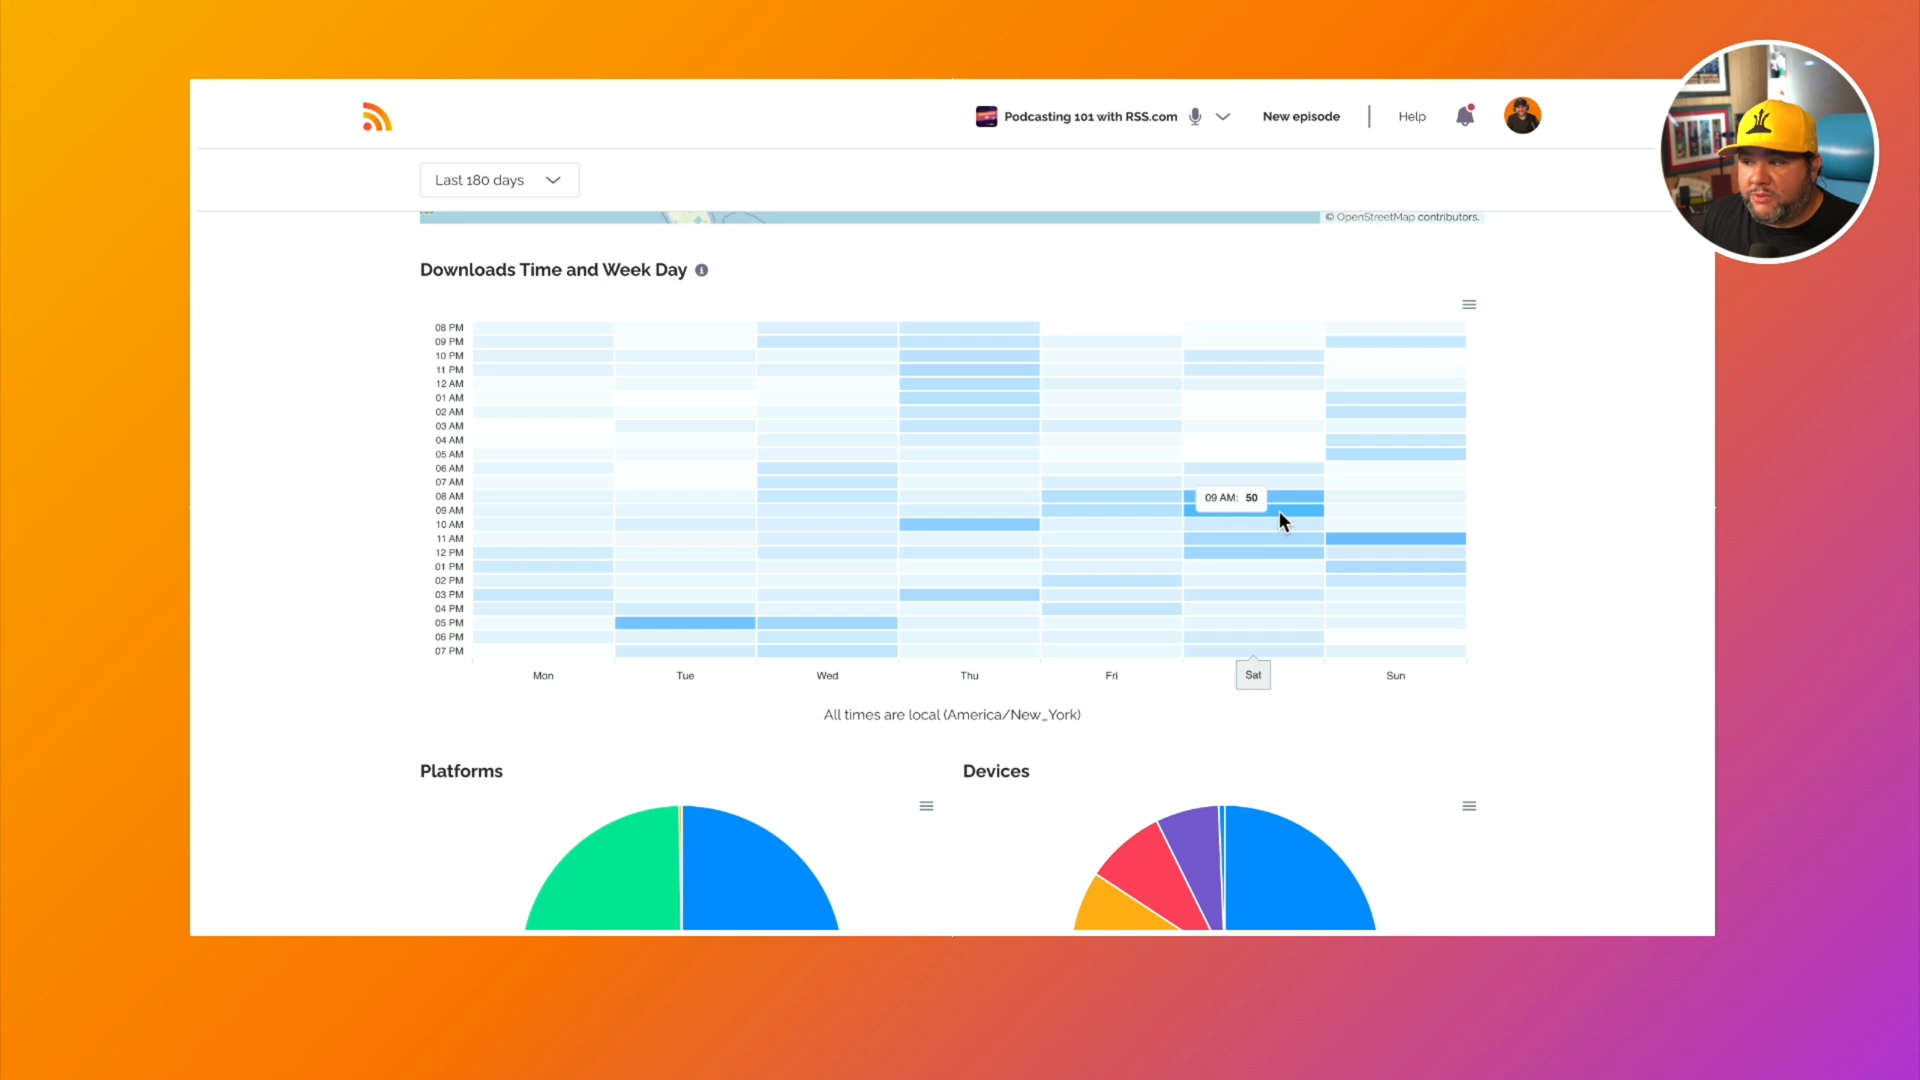 Podcasting 101 with RSS.com
New episode
Help
Last 180 days
© OpenStreetMap contributors.
Downloads Time and Week Day
08 PM
09 PM
10 PM
11 PM
12 AM
01 AM
02 AM
03 AM
04 AM
05 AM
06 AM
07 AM
08 AM
09 AM: 50
09 AM
10 AM
11 AM
12 PM
01 PM
02 PM
03 PM
04 PM
05 PM
06 PM
07 PM
Mon Tue Wed Thu Fri Sat Sun
All times are local (America/New_York)
Platforms
Devices